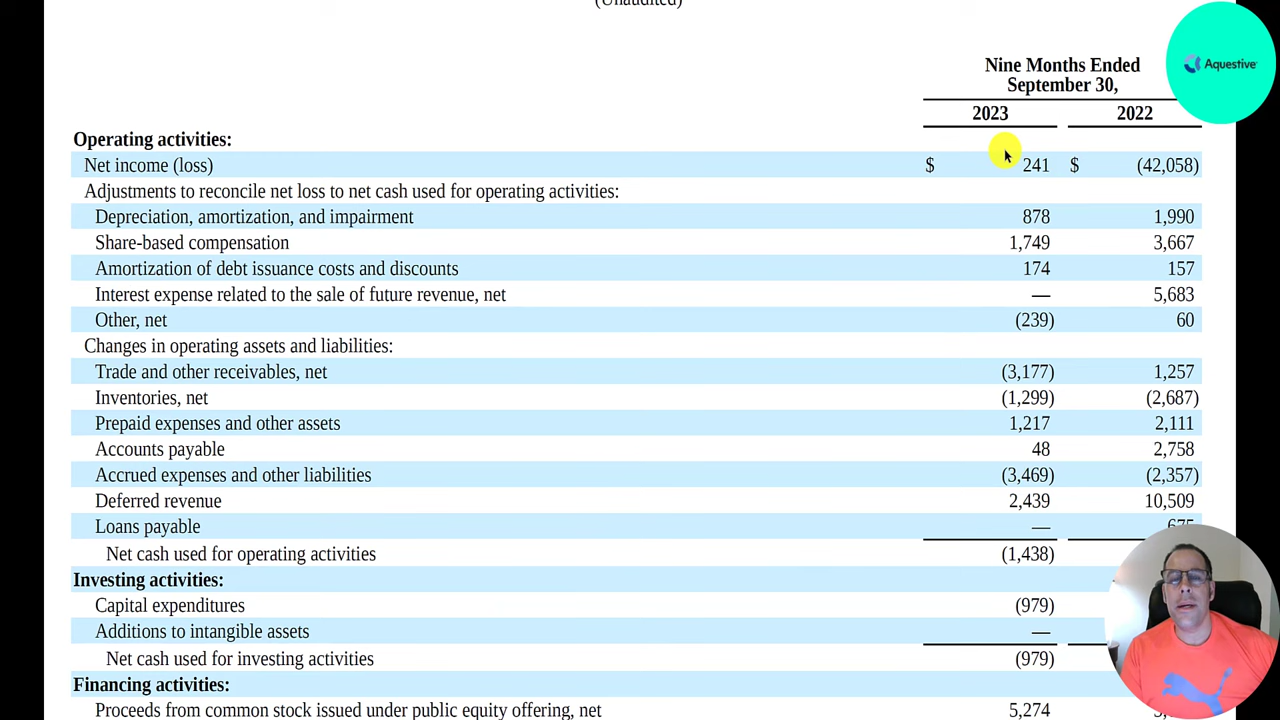 (Unaudited)
Nine Months Ended
September 30,
Aquestive
2023 2022
Operating activities:
Net income (loss) $ 241 $ (42,058)
Adjustments to reconcile net loss to net cash used for operating activities:
Depreciation, amortization, and impairment 878 1,990
Share-based compensation 1,749 3,667
Amortization of debt issuance costs and discounts 174 157
Interest expense related to the sale of future revenue, net — 5,683
Other, net (239) 60
Changes in operating assets and liabilities:
Trade and other receivables, net (3,177) 1,257
Inventories, net (1,299) (2,687)
Prepaid expenses and other assets 1,217 2,111
Accounts payable 48 2,758
Accrued expenses and other liabilities (3,469) (2,357)
Deferred revenue 2,439 10,509
Loans payable —
Net cash used for operating activities (1,438)
Investing activities:
Capital expenditures (979)
Additions to intangible assets —
Net cash used for investing activities (979)
Financing activities:
Proceeds from common stock issued under public equity offering, net 5,274